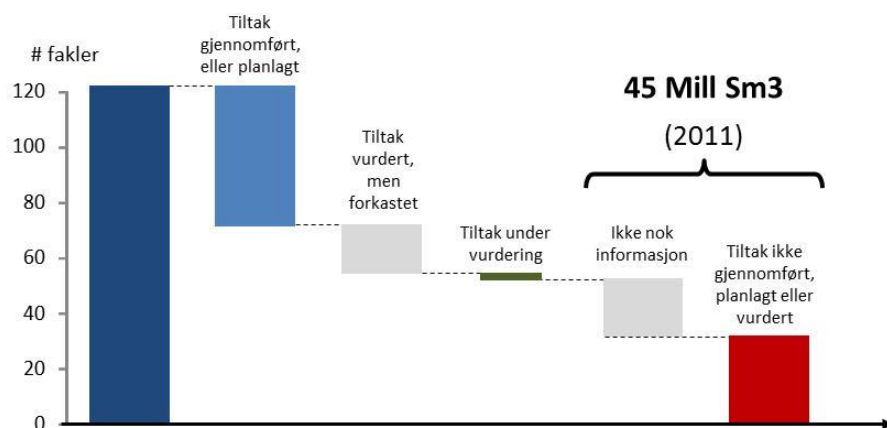 # fakler
120
100
80
60
40
20
0
Tiltak
gjennomført,
eller planlagt
Tiltak
vurdert,
men
forkastet
Tiltak under
vurdering
45 Mill Sm3
(2011)
Ikke nok
informasjon
Tiltak ikke
gjennomført,
planlagt eller
vurdert